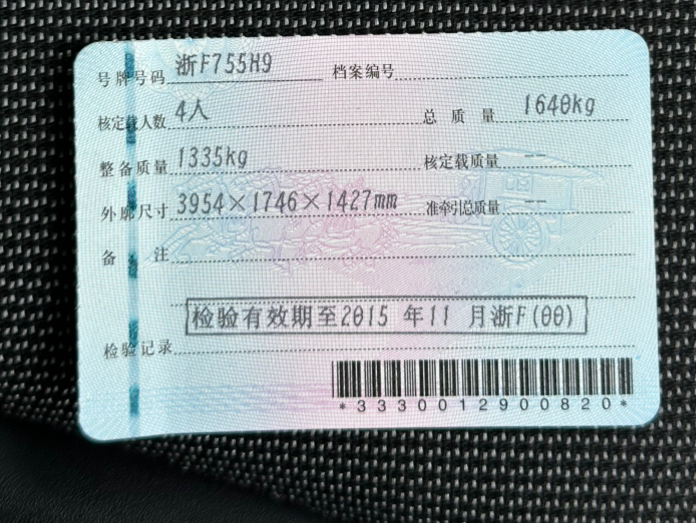 号牌号码 浙F755H9 档案编号
核定载人数 4人 总质量 1640kg
整备质量 1335kg 核定载质量 --
外廓尺寸 3954×1746×1427mm 准牵引总质量 --
备注
检验有效期至2015 年11 月浙F(00)
检验记录
*3330012900820*